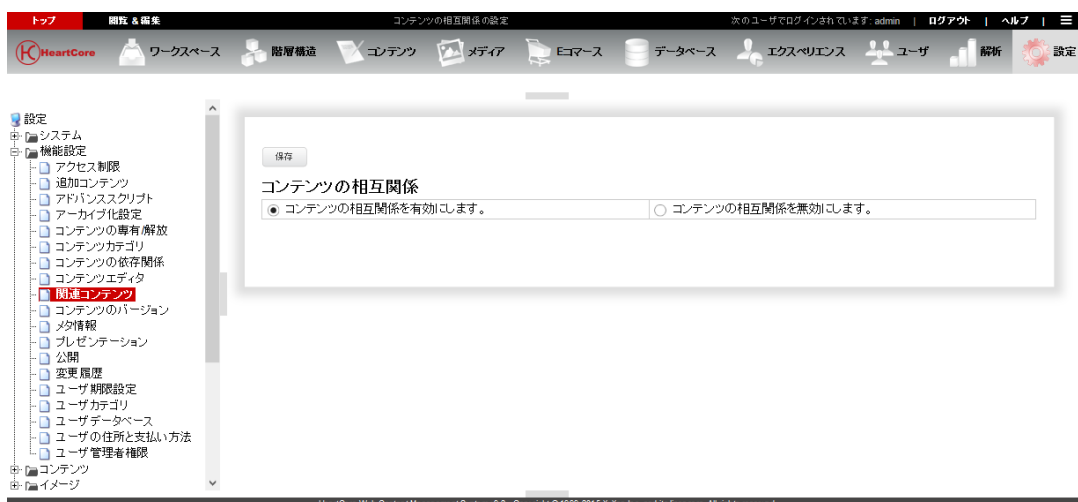 トップ 閲覧 & 編集 コンテンツの相互関係の設定 次のユーザでログインされています: admin | ログアウト | ヘルプ |
HeartCore ワークスペース 階層構造 コンテンツ メディア Eコマース データベース エクスペリエンス ユーザ 解析 設定
設定
システム
機能設定
アクセス制限
追加コンテンツ
アドバンススクリプト
アーカイブ化設定
コンテンツの専有/解放
コンテンツカテゴリ
コンテンツの依存関係
コンテンツエディタ
関連コンテンツ
コンテンツのバージョン
メタ情報
プレゼンテーション
公開
変更履歴
ユーザ期限設定
ユーザカテゴリ
ユーザデータベース
ユーザの住所と支払い方法
ユーザ管理者権限
コンテンツ
イメージ
保存
コンテンツの相互関係
コンテンツの相互関係を有効にします。 コンテンツの相互関係を無効にします。